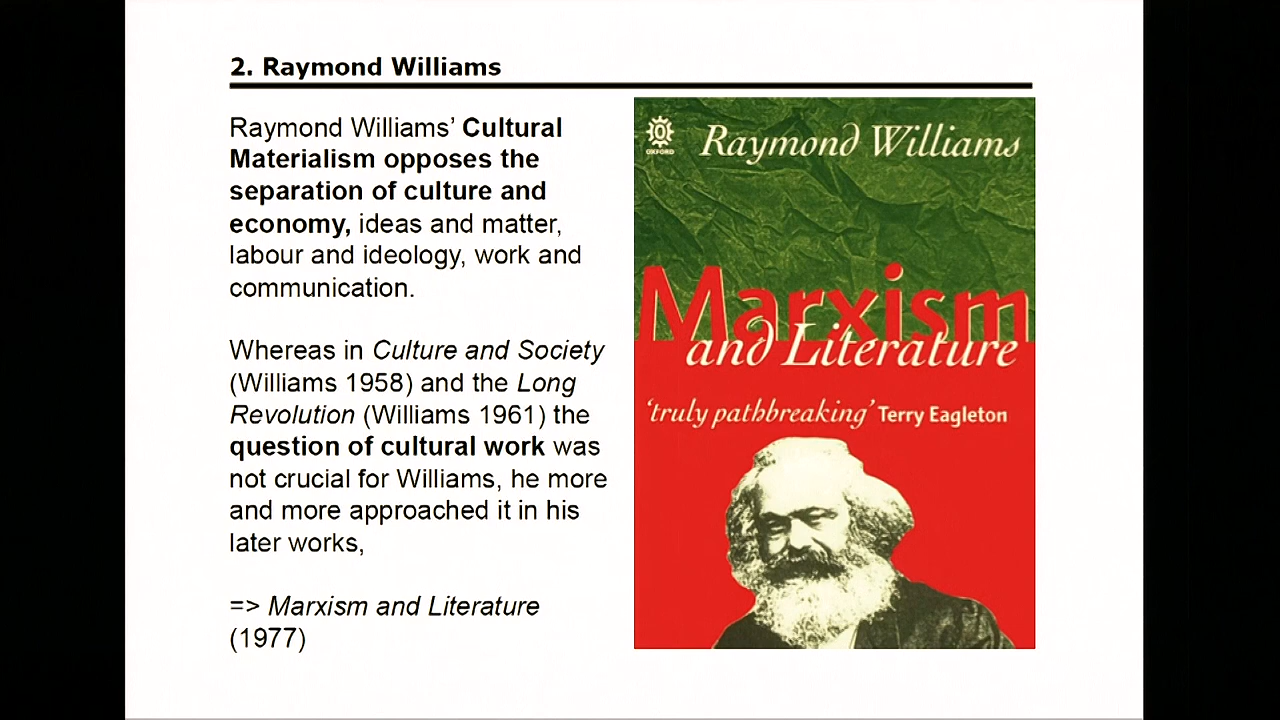 2. Raymond Williams
Raymond Williams’ Cultural
Materialism opposes the
separation of culture and
economy, ideas and matter,
labour and ideology, work and
communication.
Whereas in Culture and Society
(Williams 1958) and the Long
Revolution (Williams 1961) the
question of cultural work was
not crucial for Williams, he more
and more approached it in his
later works,
=> Marxism and Literature
(1977)
OXFORD
Raymond Williams
Marxism
and Literature
‘truly pathbreaking’ Terry Eagleton